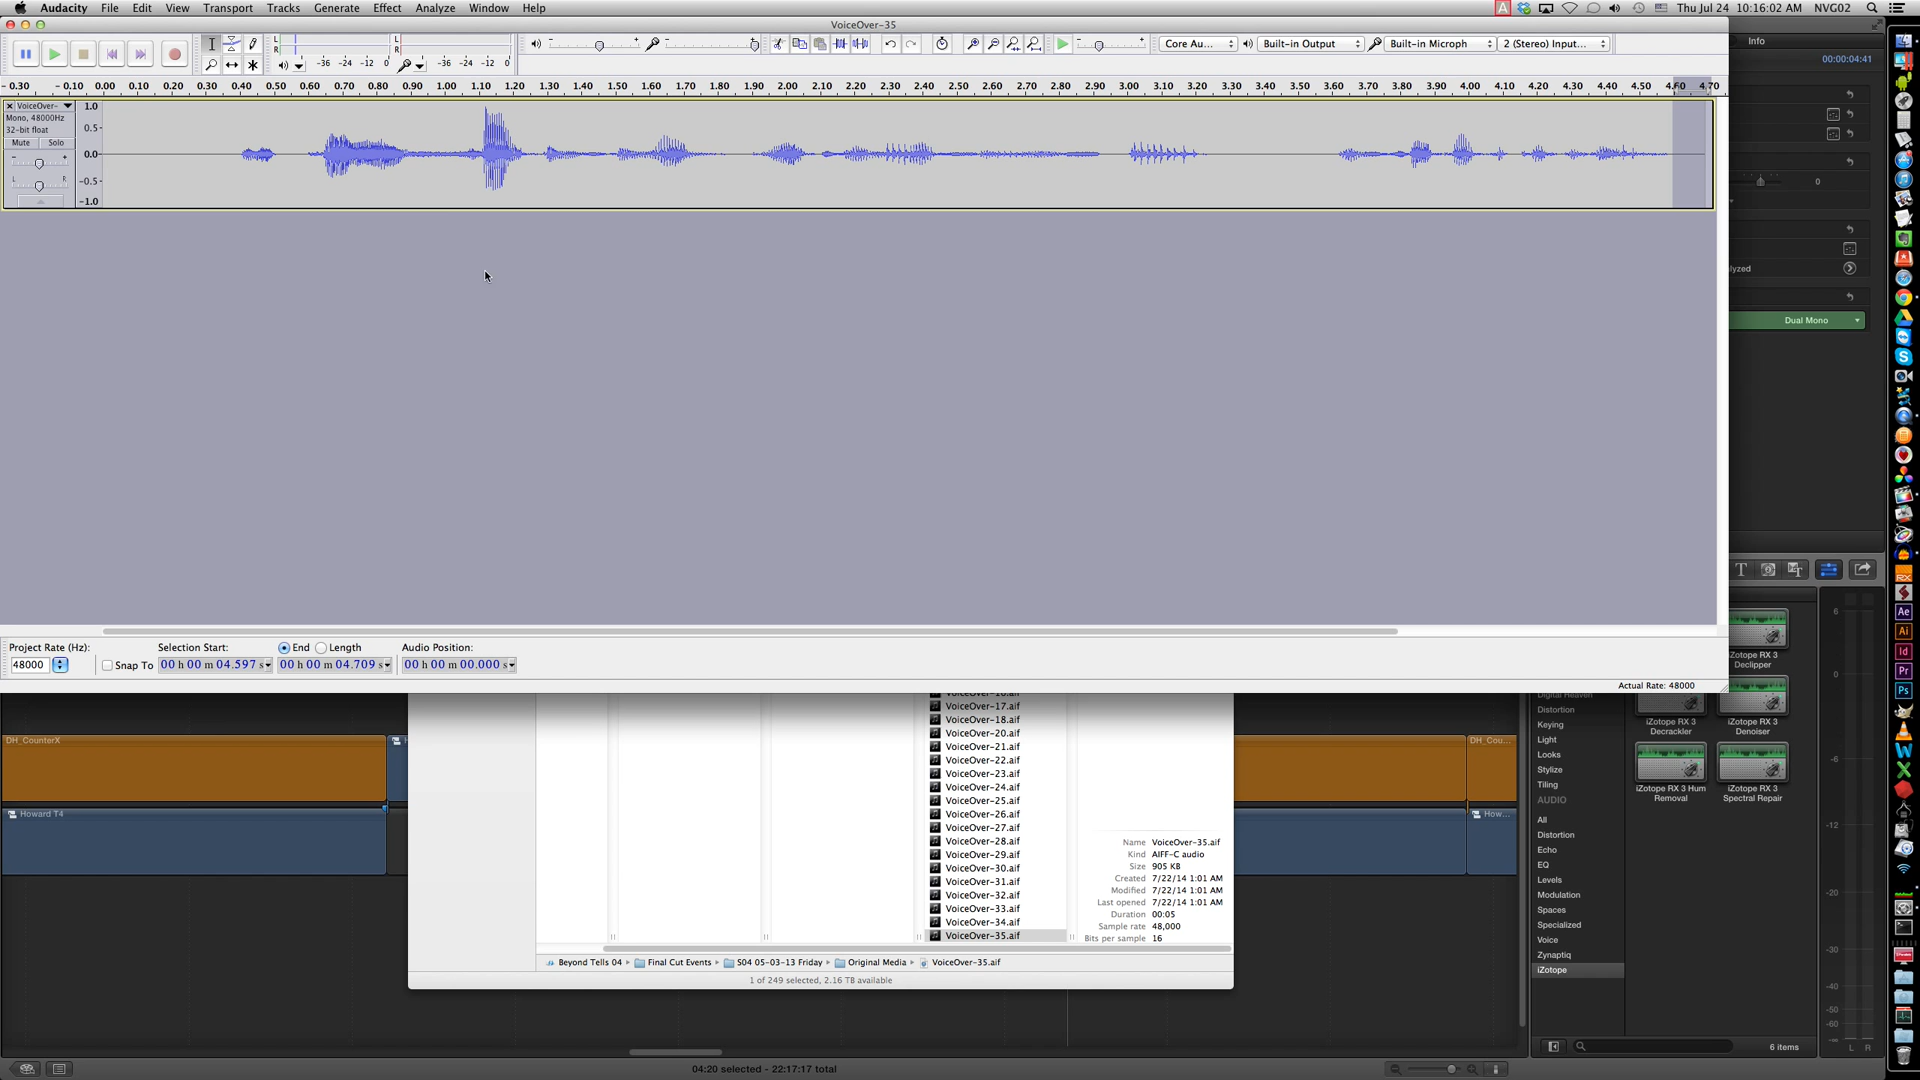 Audacity File Edit View Transport Tracks Generate Effect Analyze Window Help
Thu Jul 24 10:16:02 AM NVG02
VoiceOver-35
Info
L R -36 -24 -12 0
L R -36 -24 -12 0
Core Au... Built-in Output Built-in Microph 2 (Stereo) Input...
00:00:04:41
- 0.30 - 0.10 0.00 0.10 0.20 0.30 0.40 0.50 0.60 0.70 0.80 0.90 1.00 1.10 1.20 1.30 1.40 1.50 1.60 1.70 1.80 1.90 2.00 2.10 2.20 2.30 2.40 2.50 2.60 2.70 2.80 2.90 3.00 3.10 3.20 3.30 3.40 3.50 3.60 3.70 3.80 3.90 4.00 4.10 4.20 4.30 4.40 4.50 4.60 4.70
VoiceOver-
Mono, 48000Hz
32-bit float
Mute Solo
- +
L R
1.0
0.5-
0.0-
-0.5-
-1.0
0
lyzed
Dual Mono
Project Rate (Hz):
48000
Selection Start:
End Length
Audio Position:
Snap To
00 h 00 m 04.597 s
00 h 00 m 04.709 s
00 h 00 m 00.000 s
Actual Rate: 48000
DH_CounterX
Howard T4
VoiceOver-17.aif
VoiceOver-18.aif
VoiceOver-20.aif
VoiceOver-21.aif
VoiceOver-22.aif
VoiceOver-23.aif
VoiceOver-24.aif
VoiceOver-25.aif
VoiceOver-26.aif
VoiceOver-27.aif
VoiceOver-28.aif
VoiceOver-29.aif
VoiceOver-30.aif
VoiceOver-31.aif
VoiceOver-32.aif
VoiceOver-33.aif
VoiceOver-34.aif
VoiceOver-35.aif
Name VoiceOver-35.aif
Kind AIFF-C audio
Size 905 KB
Created 7/22/14 1:01 AM
Modified 7/22/14 1:01 AM
Last opened 7/22/14 1:01 AM
Duration 00:05
Sample rate 48,000
Bits per sample 16
Beyond Tells 04 Final Cut Events S04 05-03-13 Friday Original Media VoiceOver-35.aif
1 of 249 selected, 2.16 TB available
DH_Cou...
How...
Digital Heaven
Distortion
Keying
Light
Looks
Stylize
Tiling
AUDIO
All
Distortion
Echo
EQ
Levels
Modulation
Spaces
Specialized
Voice
Zynaptiq
iZotope
iZotope RX 3
Declipper
iZotope RX 3
Decrackler
iZotope RX 3
Denoiser
iZotope RX 3 Hum
Removal
iZotope RX 3
Spectral Repair
6 items
6
0
-6
-12
-20
-30
-40
-50
-60
L R
04:20 selected - 22:17:17 total
RX
Ae
Ai
Id
Pr
Ps